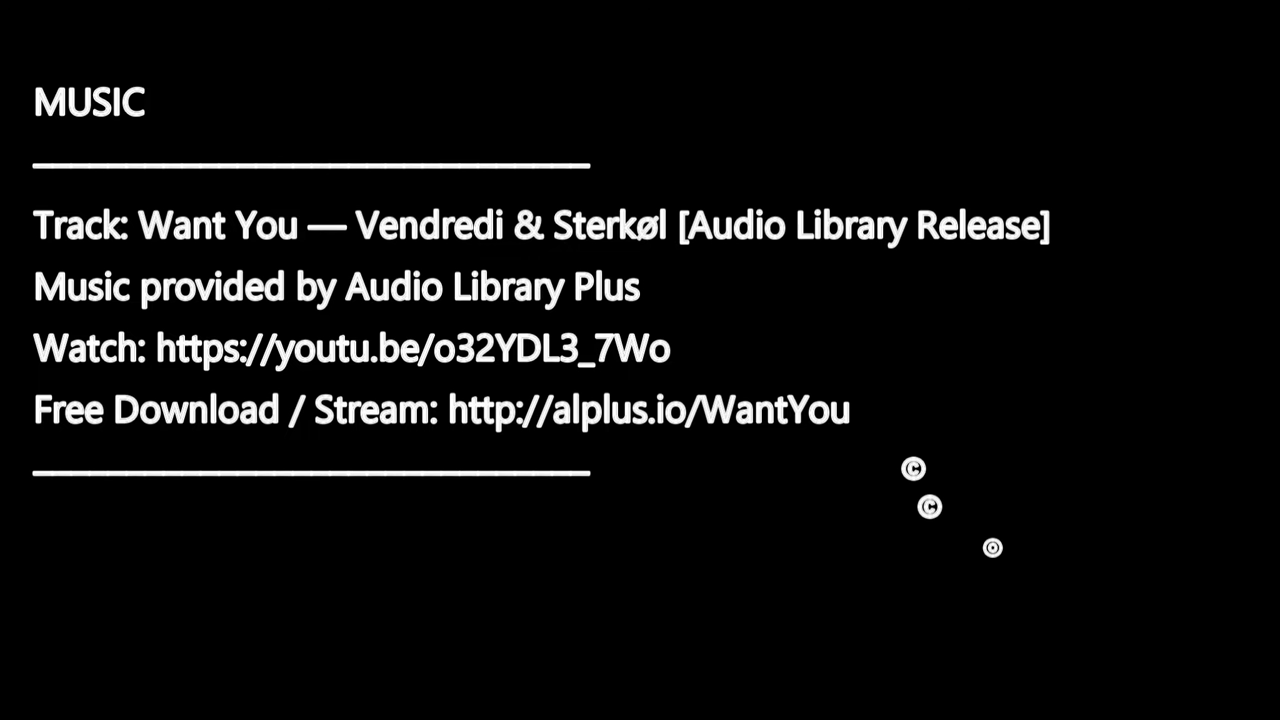 MUSIC
Track: Want You — Vendredi & Sterkøl [Audio Library Release]
Music provided by Audio Library Plus
Watch: https://youtu.be/o32YDL3_7Wo
Free Download / Stream: http://alplus.io/WantYou
©
©